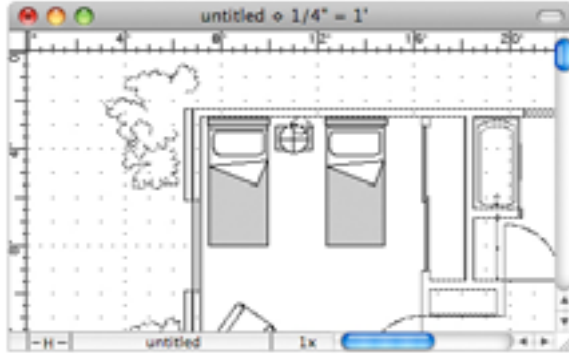 untitled ⋄ 1/4" = 1'
4' 8' 12' 16' 20'
0'
4'
8'
-H- untitled 1x